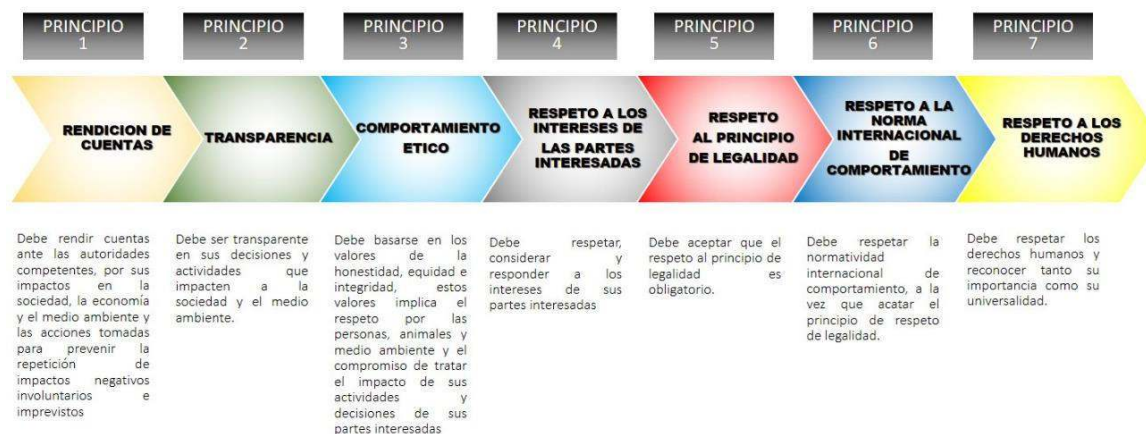 PRINCIPIO
1
PRINCIPIO
2
PRINCIPIO
3
PRINCIPIO
4
PRINCIPIO
5
PRINCIPIO
6
PRINCIPIO
7
RENDICION DE
CUENTAS
TRANSPARENCIA
COMPORTAMIENTO
ETICO
RESPETO A LOS
INTERESES DE
LAS PARTES
INTERESADAS
RESPETO
AL PRINCIPIO
DE LEGALIDAD
RESPETO A LA
NORMA
INTERNACIONAL
DE
COMPORTAMIENTO
RESPETO A LOS
DERECHOS
HUMANOS
Debe rendir cuentas
ante las autoridades
competentes, por sus
impactos en la
sociedad, la economía
y el medio ambiente y
las acciones tomadas
para prevenir la
repetición de
impactos negativos
involuntarios e
imprevistos
Debe ser transparente
en sus decisiones y
actividades que
impacten a la
sociedad y el medio
ambiente.
Debe basarse en los
valores de la
honestidad, equidad e
integridad, estos
valores implica el
respeto por las
personas, animales y
medio ambiente y el
compromiso de tratar
el impacto de sus
actividades y
decisiones de sus
partes interesadas
Debe respetar,
considerar y
responder a los
intereses de sus
partes interesadas
Debe aceptar que el
respeto al principio de
legalidad es
obligatorio.
Debe respetar la
normatividad
internacional de
comportamiento, a la
vez que acatar el
principio de respeto
de legalidad.
Debe respetar los
derechos humanos y
reconocer tanto su
importancia como su
universalidad.